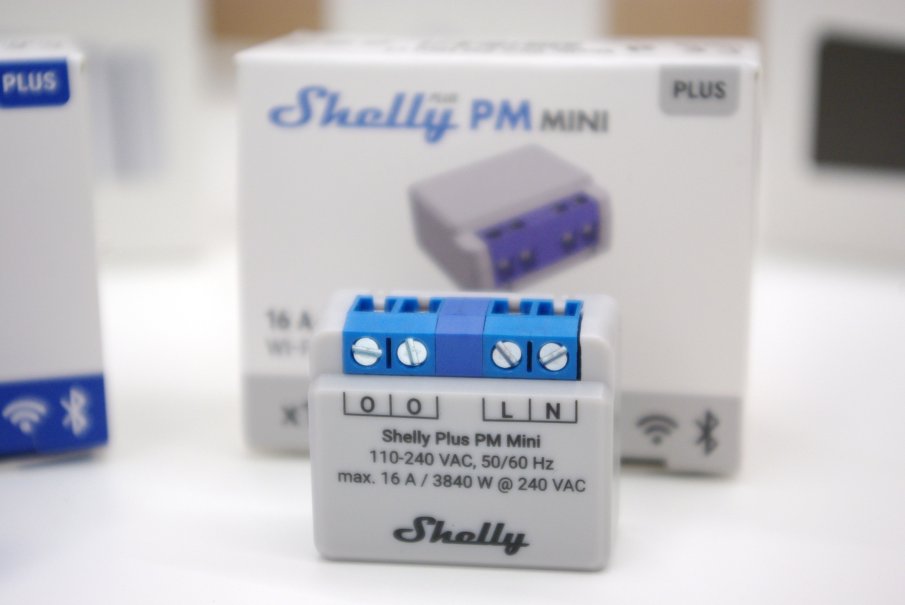 PLUS
PLUS
Shelly PLUS PM MINI
16 A
O O L N
Shelly Plus PM Mini
110-240 VAC, 50/60 Hz
max. 16 A / 3840 W @ 240 VAC
Shelly